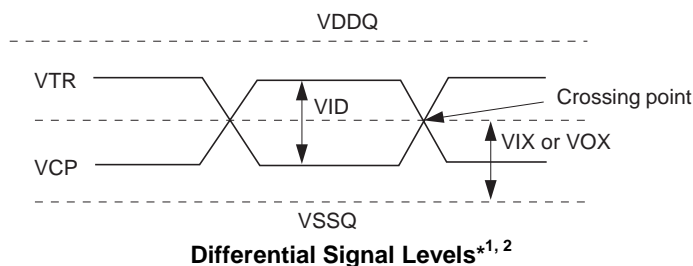 VDDQ
VTR
Crossing point
VID
VIX or VOX
VCP
VSSQ
Differential Signal Levels*1, 2